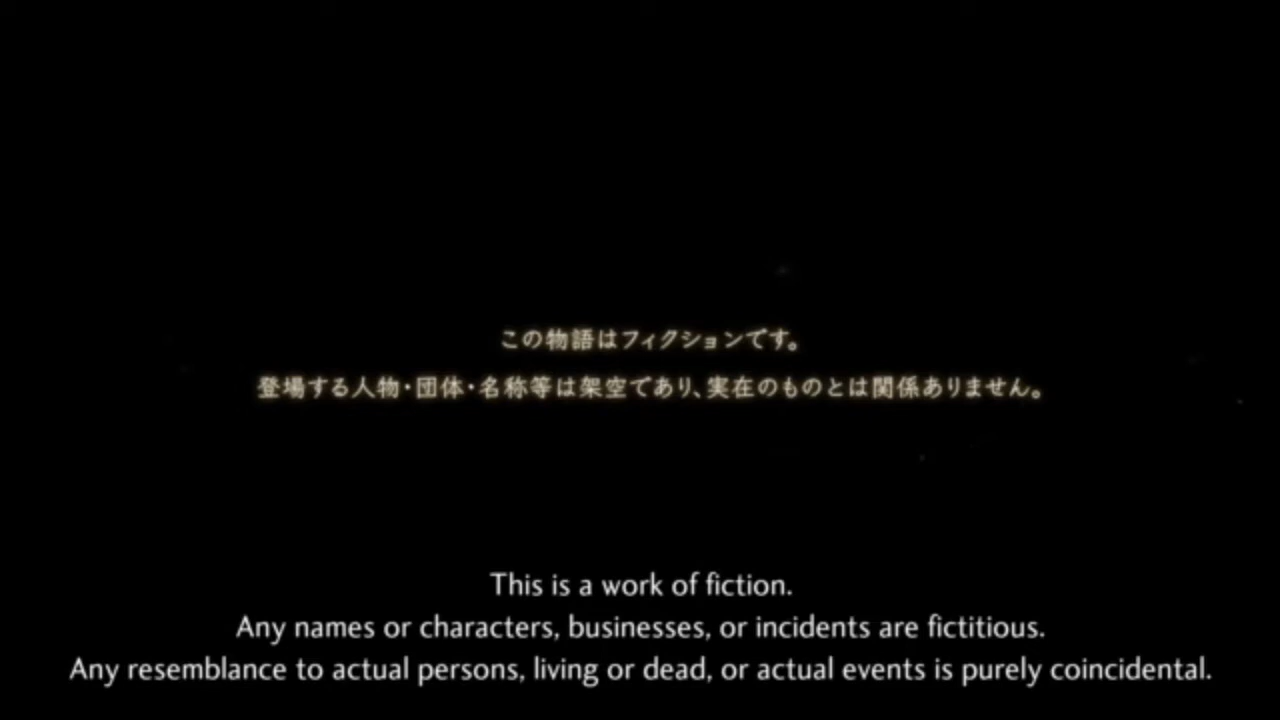 この物語はフィクションです。
登場する人物・団体・名称等は架空であり、実在のものとは関係ありません。
This is a work of fiction.
Any names or characters, businesses, or incidents are fictitious.
Any resemblance to actual persons, living or dead, or actual events is purely coincidental.